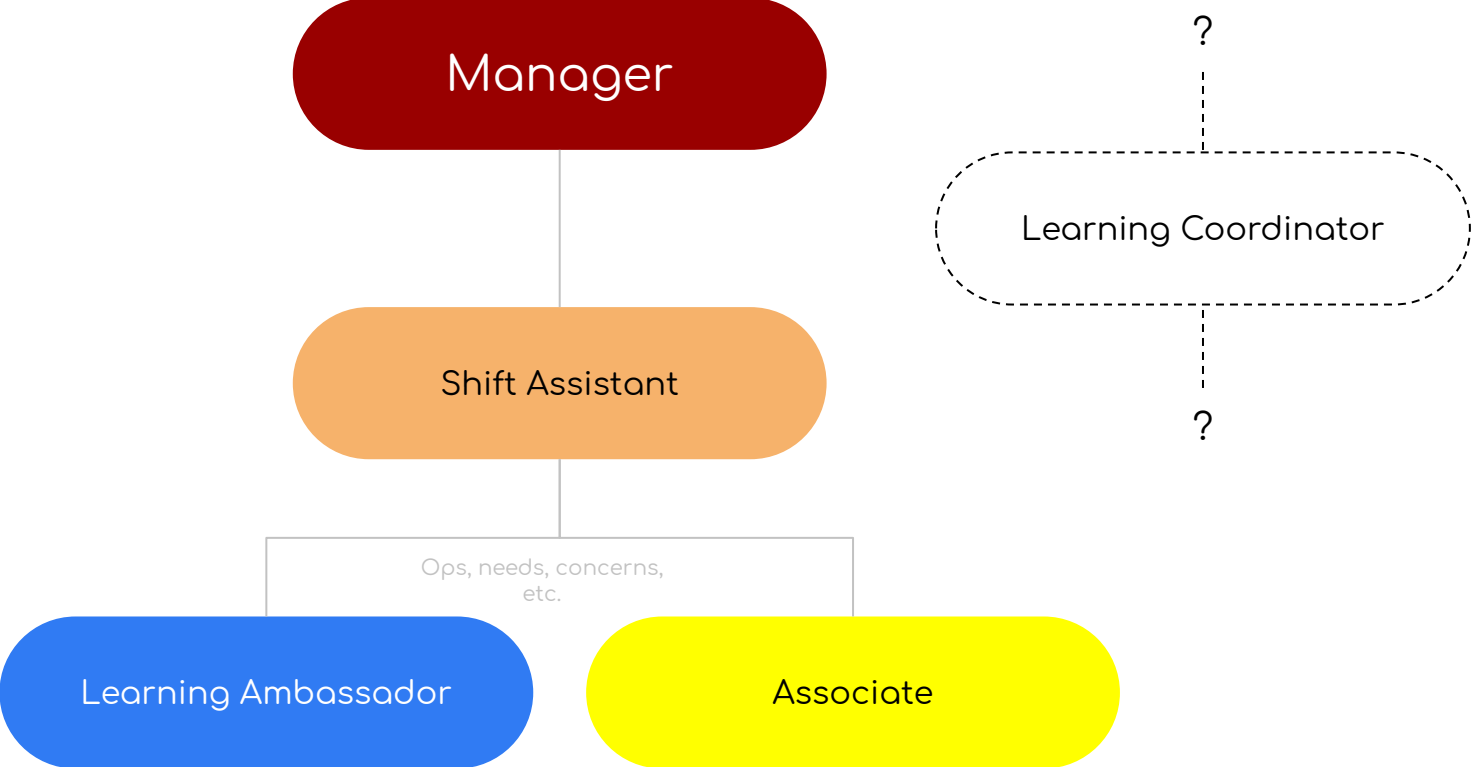 Manager
?
Learning Coordinator
Shift Assistant
?
Ops, needs, concerns,
etc.
Learning Ambassador
Associate